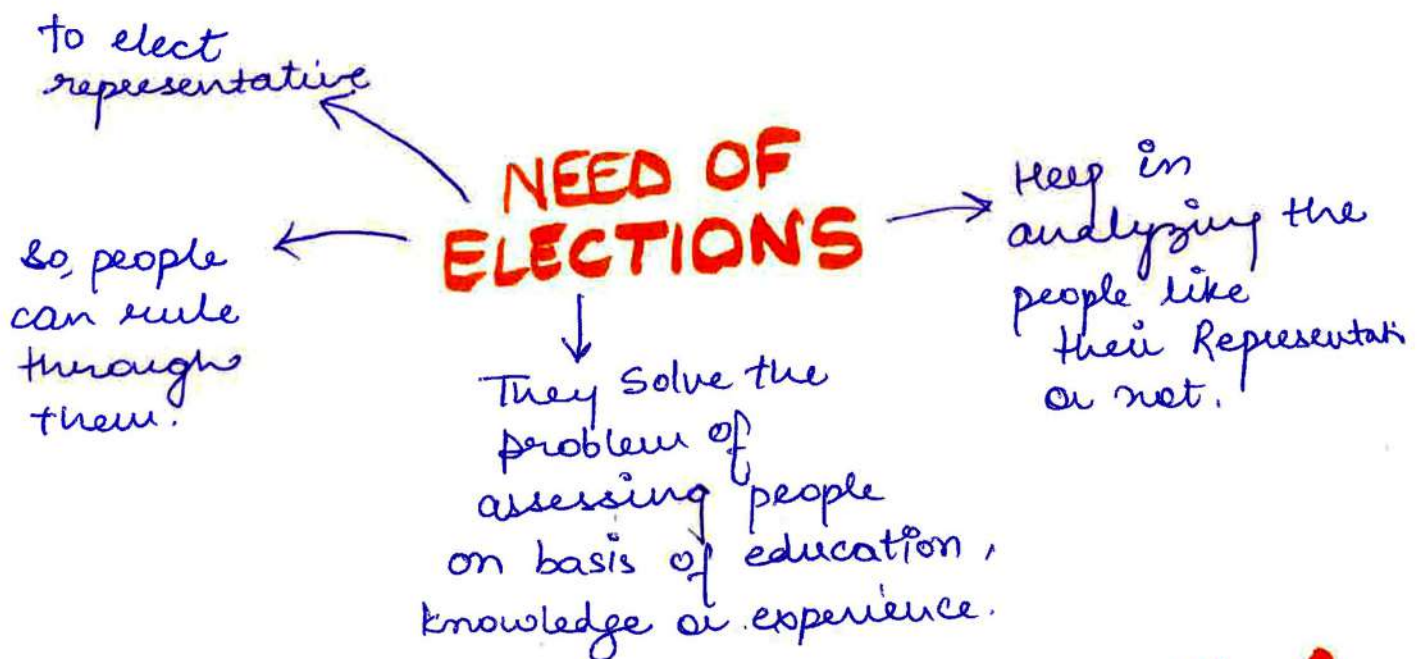 to elect
representative
NEED OF
ELECTIONS
Help in
analyzing the
people like
their Representati
or not.
So, people
can rule
through
them.
They Solve the
problem of
assessing people
on basis of education,
knowledge or experience.